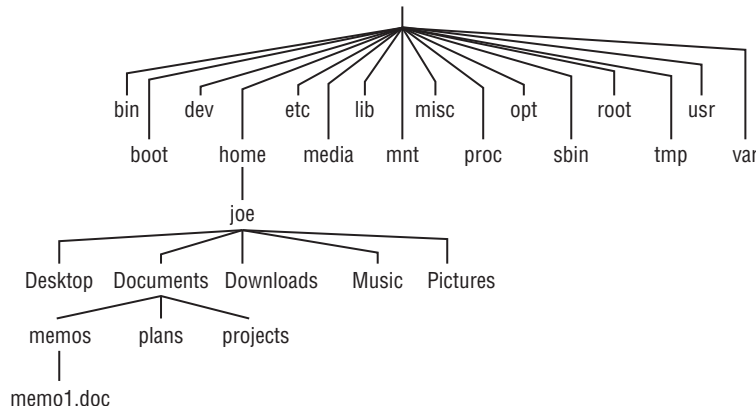 bin dev etc lib misc opt root usr
boot home media mnt proc sbin tmp var
joe
Desktop Documents Downloads Music Pictures
memos plans projects
memo1.doc